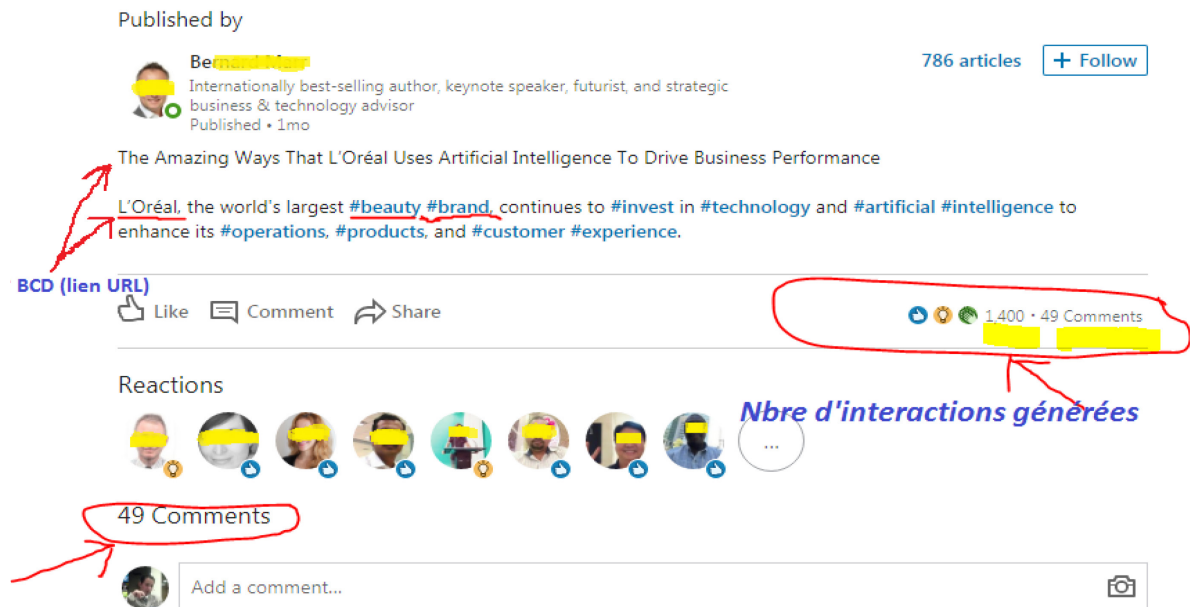 Published by
786 articles
+ Follow
Internationally best-selling author, keynote speaker, futurist, and strategic
business & technology advisor
Published • 1mo
The Amazing Ways That L'Oréal Uses Artificial Intelligence To Drive Business Performance
L'Oréal, the world's largest #beauty #brand, continues to #invest in #technology and #artificial #intelligence to
enhance its #operations, #products, and #customer #experience.
BCD (lien URL)
Like Comment Share
1,400 • 49 Comments
Reactions
Nbre d'interactions générées
...
49 Comments
Add a comment...